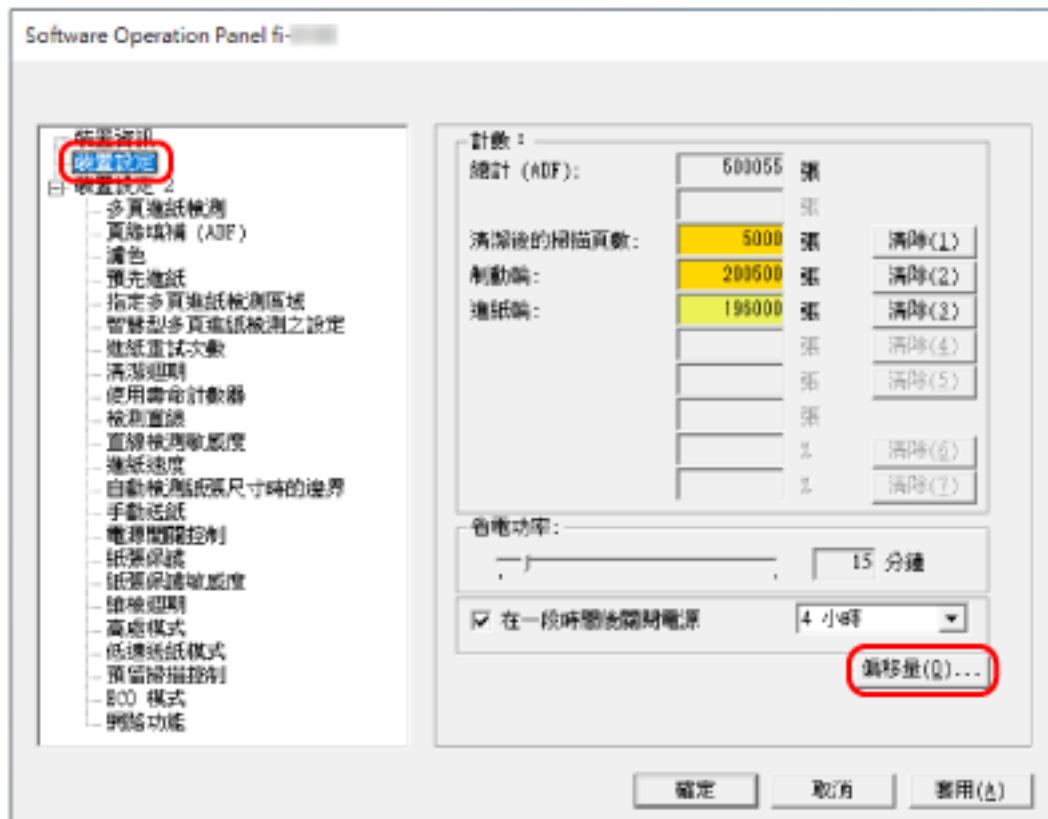 Software Operation Panel fi-
裝置資訊
裝置設定
裝置設定 2
多頁進紙檢測
頁緣填補 (ADF)
濾色
預先進紙
指定多頁進紙檢測區域
智慧型多頁進紙檢測之設定
進紙重試次數
清潔週期
使用壽命計數器
檢測直線
直線檢測敏感度
進紙速度
自動檢測紙張尺寸時的邊界
手動送紙
電源開關控制
紙張保護
紙張保護敏感度
維檢週期
高處模式
低速送紙模式
預留掃描控制
ECO 模式
網路功能
計數：
總計 (ADF): 500055 張
張
清潔後的掃描頁數: 5000 張 清除(1)
制動輪: 200500 張 清除(2)
進紙輪: 196000 張 清除(3)
張 清除(4)
張 清除(5)
張
% 清除(6)
% 清除(7)
省電功率:
15 分鐘
在一段時間後關閉電源 4 小時
偏移量(Q)...
確定 取消 套用(A)